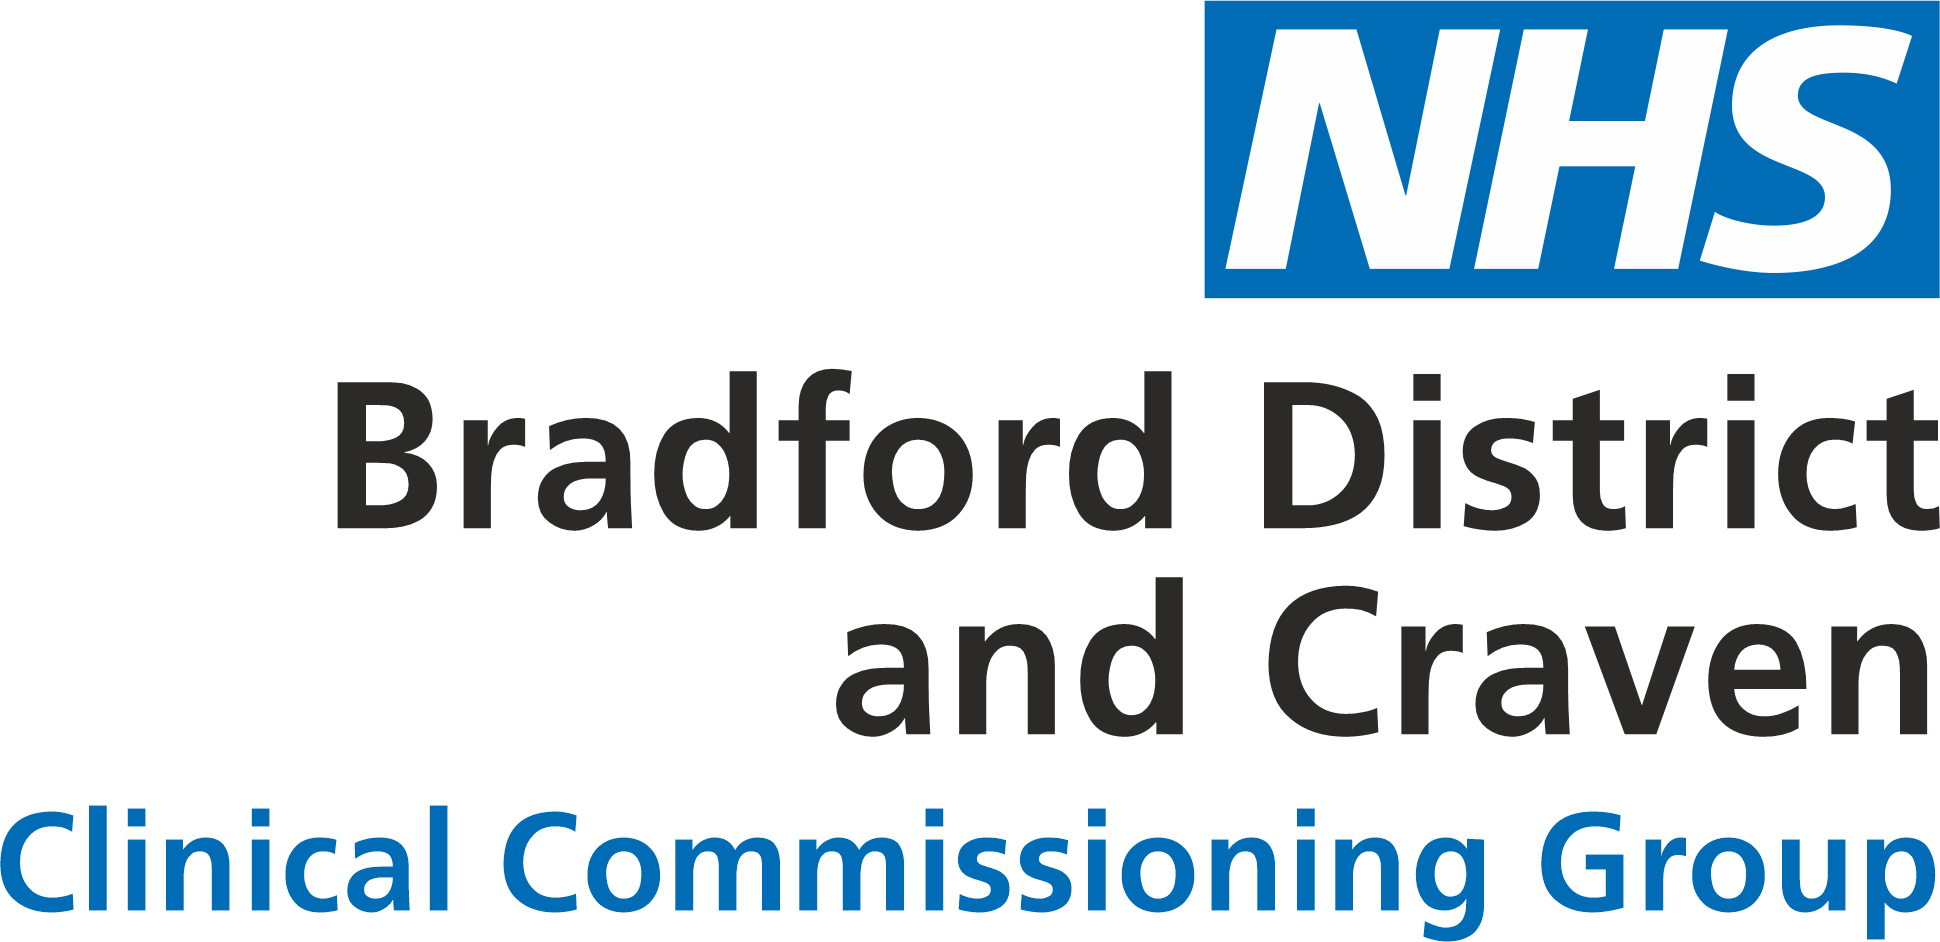 NHS
Bradford District
and Craven
Clinical Commissioning Group